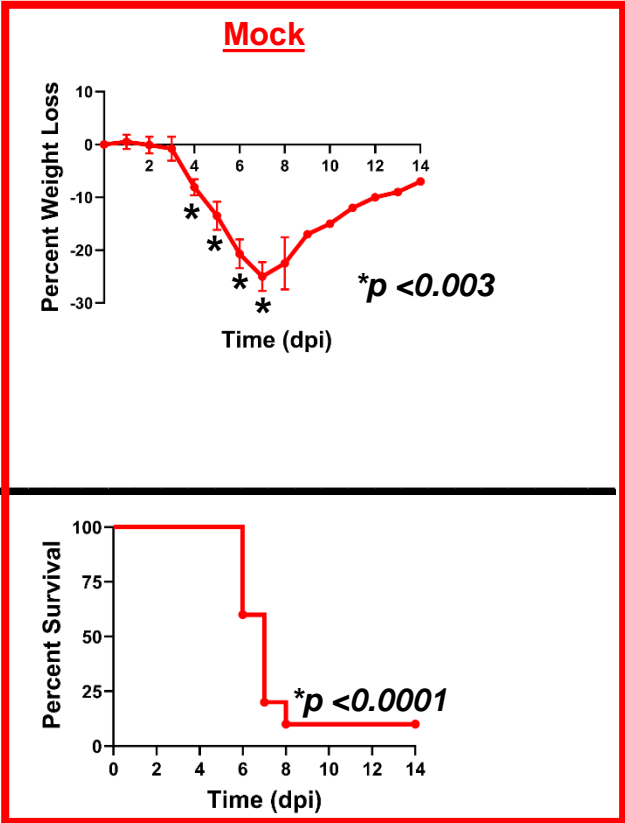 Mock
Percent Weight Loss
10
0
-10
-20
-30
2 4 6 8 10 12 14
* * * *
*p <0.003
Time (dpi)
Percent Survival
100
75
50
25
0
*p <0.0001
0 2 4 6 8 10 12 14
Time (dpi)